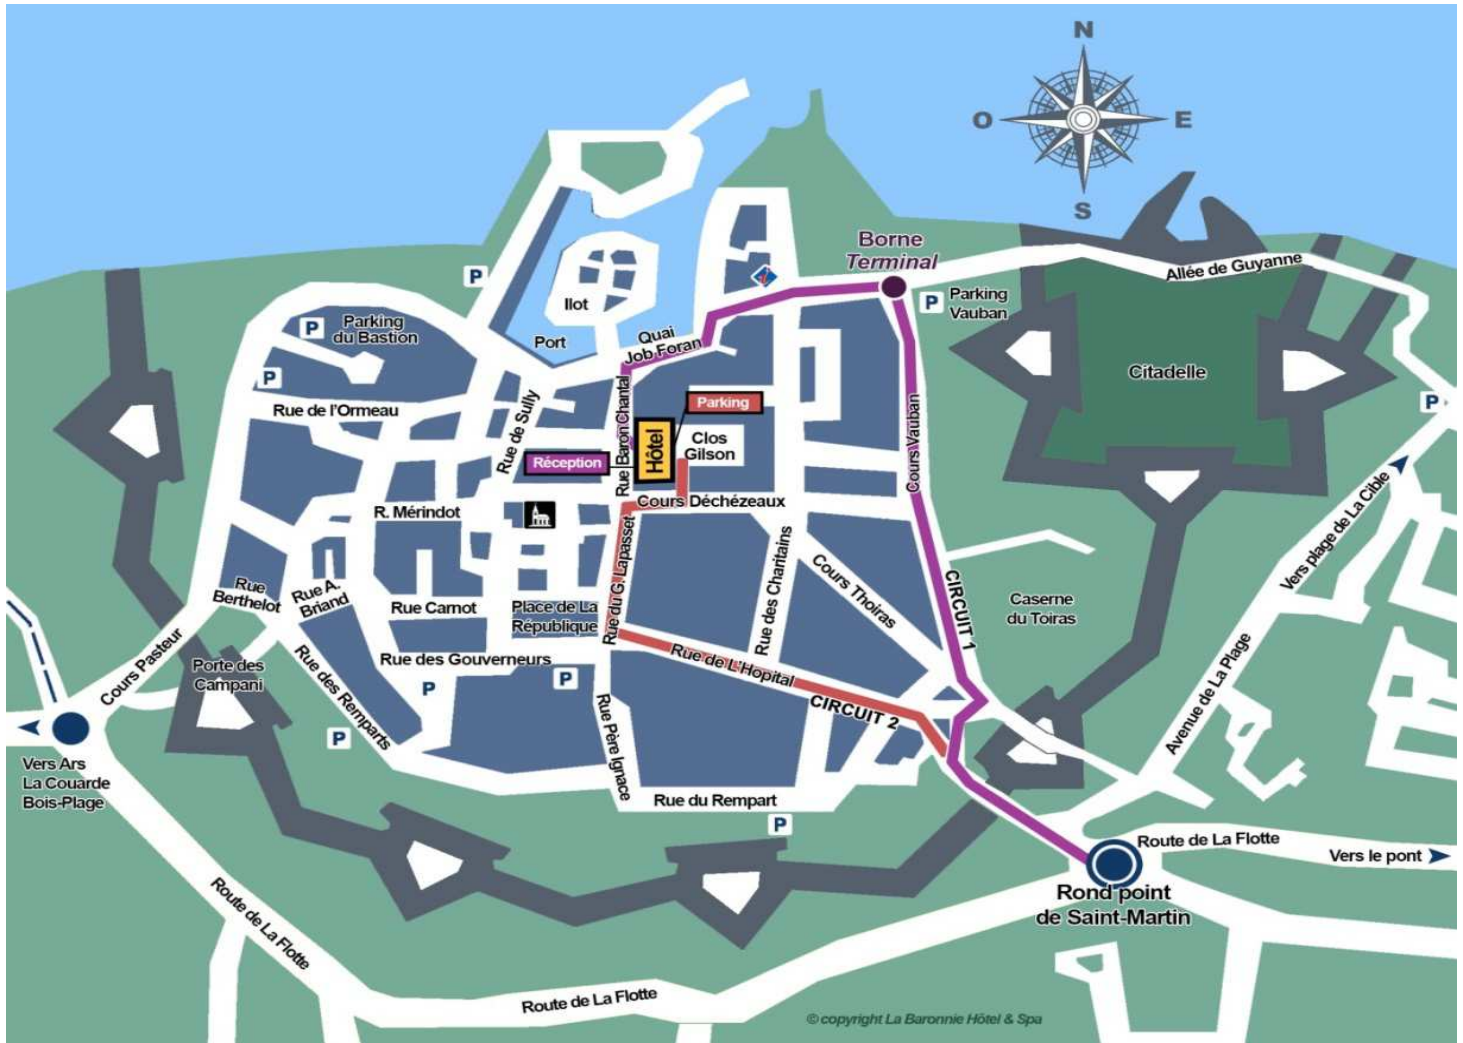 N
O
E
S
Borne
Terminal
Allée de Guyanne
P
P
Parking
Vauban
Ilot
P
Parking
du Bastion
Port
Quai
Job Foran
Citadelle
P
P
Parking
Rue de l'Ormeau
Rue de Sully
Rue Baron Chantal
Hôtel
Clos
Gilson
Cours Vauban
Réception
Cours Déchézeaux
R. Mérindot
Vers plage de La Cible
Rue du G. Lapasset
Rue des Charitains
Cours Thoiras
CIRCUIT 1
Rue
Berthelot
Rue A.
Briand
Rue Carnot
Place de La
République
Caserne
du Toiras
Cours Pasteur
Porte des
Campani
Rue des Remparts
Rue des Gouverneurs
P
P
Rue de L'Hopital
CIRCUIT 2
Avenue de La Plage
P
Rue Père Ignace
Vers Ars
La Couarde
Bois-Plage
Rue du Rempart
P
Route de La Flotte
Vers le pont
Rond point
de Saint-Martin
Route de La Flotte
Route de La Flotte
© copyright La Baronnie Hôtel & Spa